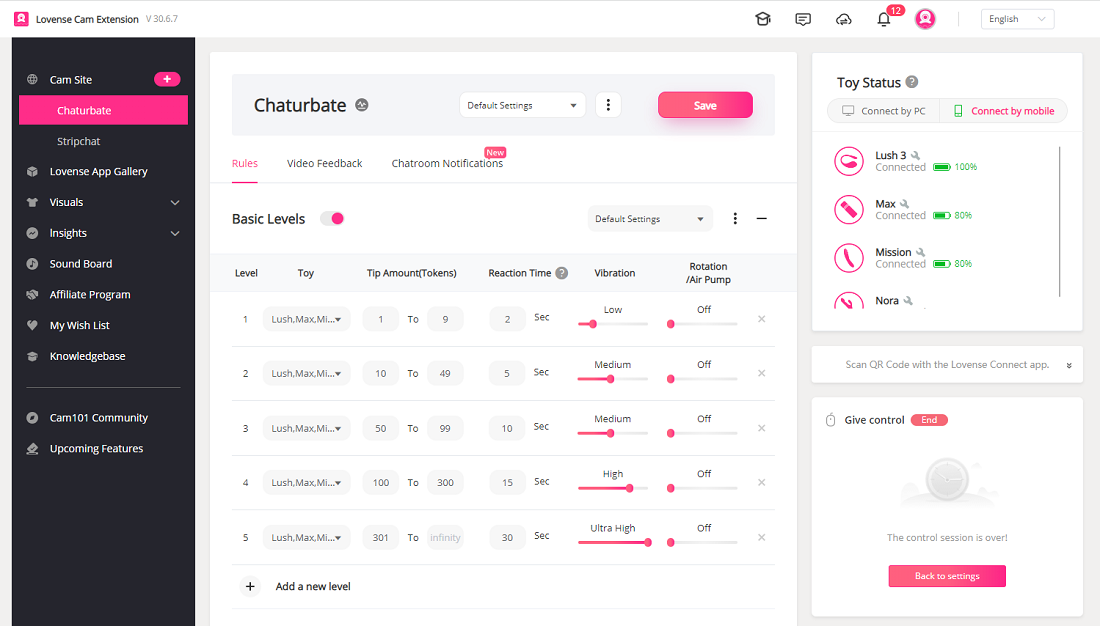 Lovense Cam Extension V 30.6.7
12
English
Cam Site
Chaturbate
Stripchat
Lovense App Gallery
Visuals
Insights
Sound Board
Affiliate Program
My Wish List
Knowledgebase
Cam101 Community
Upcoming Features
Chaturbate
Default Settings
Save
Rules
Video Feedback
Chatroom Notifications
New
Basic Levels
Default Settings
Level Toy Tip Amount(Tokens) Reaction Time ? Vibration Rotation
/Air Pump
1 Lush,Max,Mi... 1 To 9 2 Sec Low Off
2 Lush,Max,Mi... 10 To 49 5 Sec Medium Off
3 Lush,Max,Mi... 50 To 99 10 Sec Medium Off
4 Lush,Max,Mi... 100 To 300 15 Sec High Off
5 Lush,Max,Mi... 301 To infinity 30 Sec Ultra High Off
+ Add a new level
Toy Status ?
Connect by PC
Connect by mobile
Lush 3
Connected 100%
Max
Connected 80%
Mission
Connected 80%
Nora
Scan QR Code with the Lovense Connect app.
Give control End
The control session is over!
Back to settings